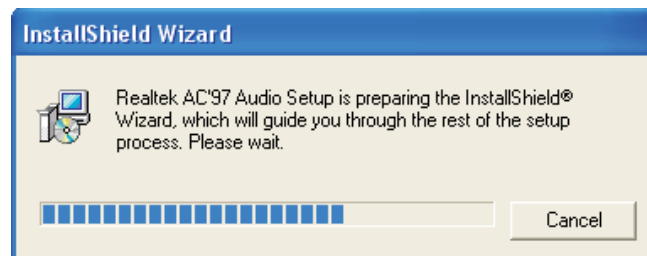 InstallShield Wizard
Realtek AC'97 Audio Setup is preparing the InstallShield®
Wizard, which will guide you through the rest of the setup
process. Please wait.
Cancel